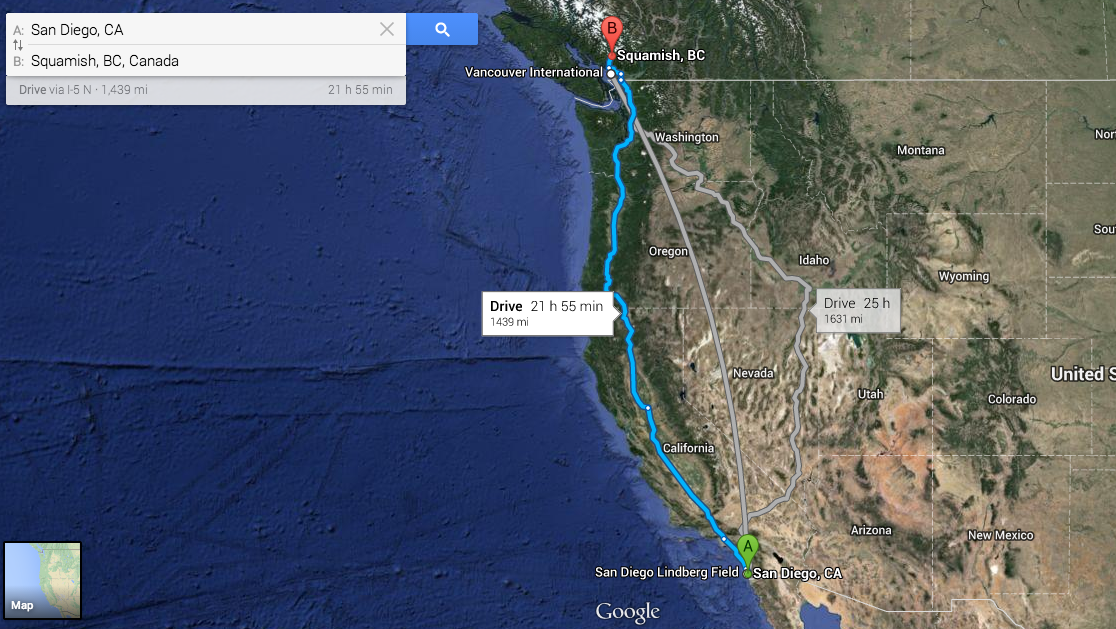 A: San Diego, CA
B: Squamish, BC, Canada
Drive via I-5 N · 1,439 mi 21 h 55 min
B
Squamish, BC
Vancouver International
Washington
Montana
Nor
Sou
Oregon
Idaho
Wyoming
Drive 21 h 55 min
1439 mi
Drive 25 h
1631 mi
Nevada
Utah
United S
Colorado
California
Arizona
New Mexico
A
San Diego Lindberg Field
San Diego, CA
Map
Google